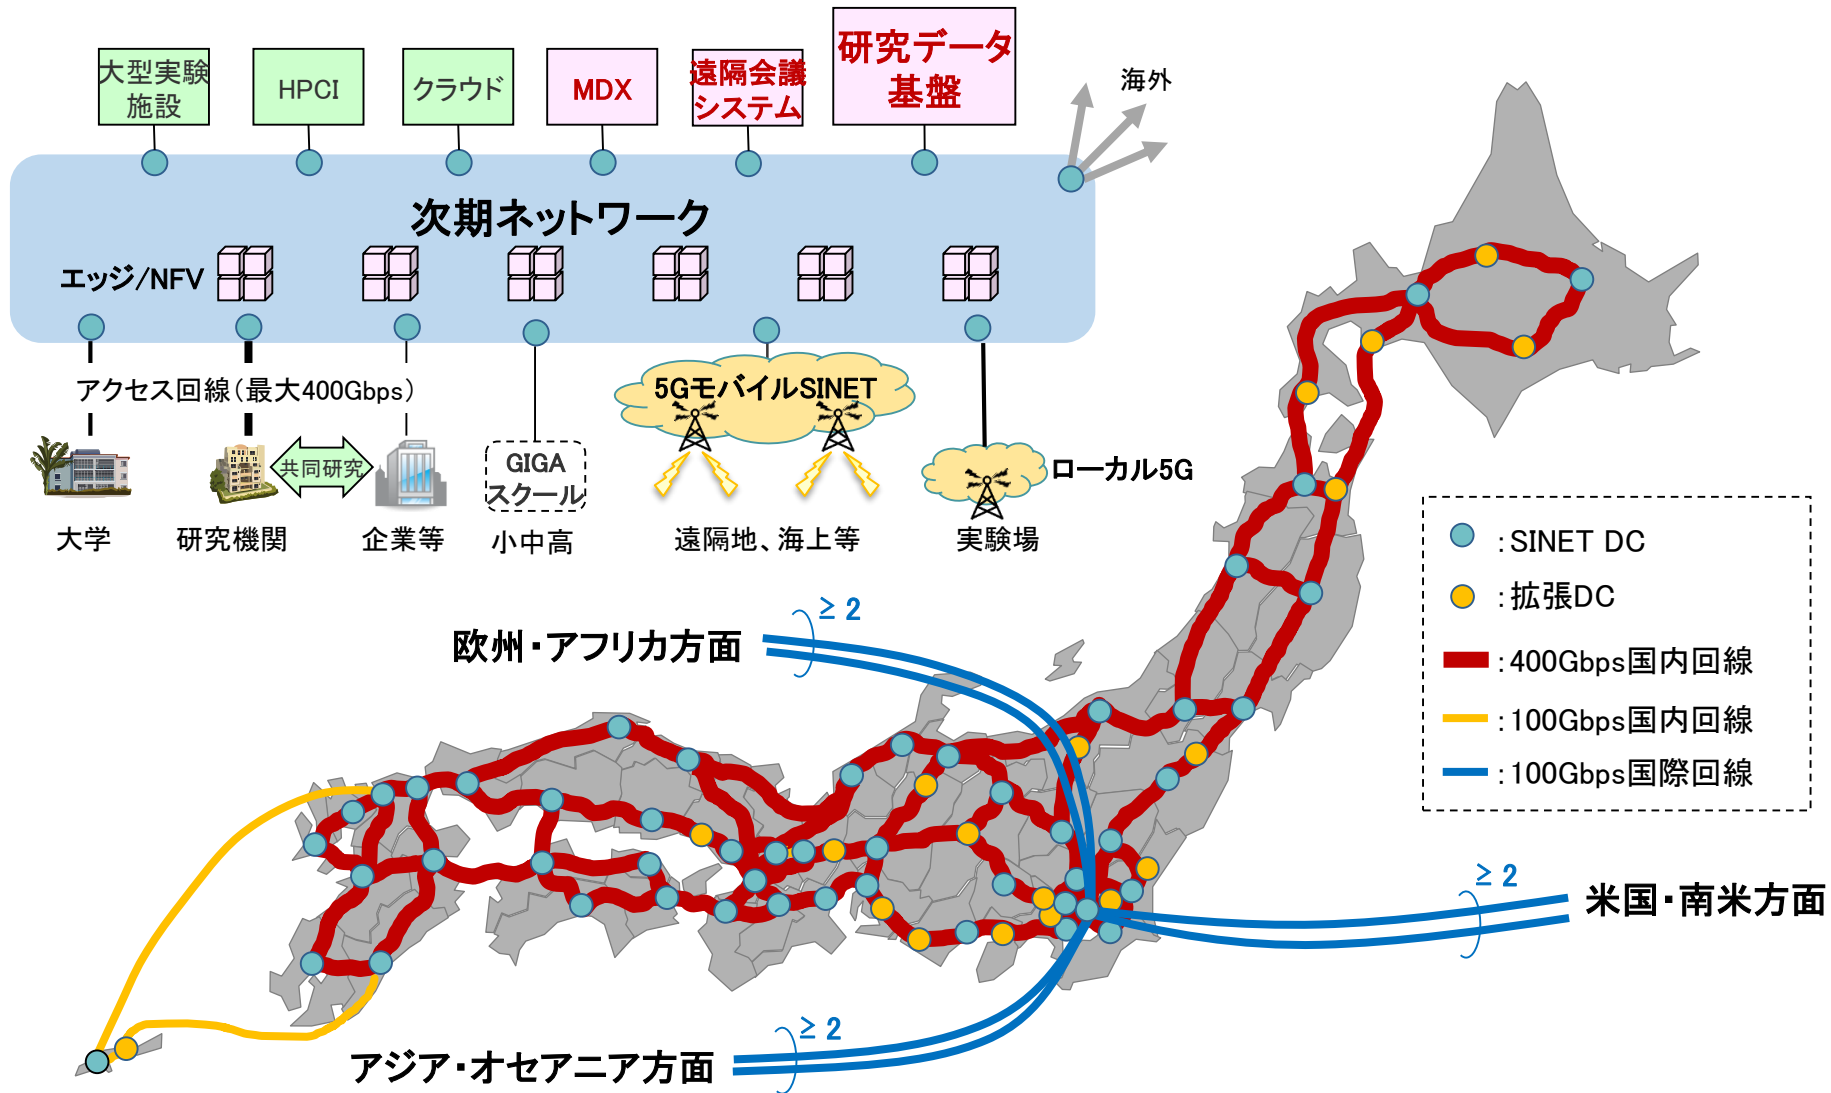 大型実験
施設
HPCI
クラウド
MDX
遠隔会議
システム
研究データ
基盤
海外
次期ネットワーク
エッジ/NFV
アクセス回線（最大400Gbps）
5GモバイルSINET
共同研究
GIGA
スクール
ローカル5G
大学
研究機関
企業等
小中高
遠隔地、海上等
実験場
：SINET DC
：拡張DC
：400Gbps国内回線
：100Gbps国内回線
：100Gbps国際回線
≥ 2
欧州・アフリカ方面
≥ 2
米国・南米方面
≥ 2
アジア・オセアニア方面